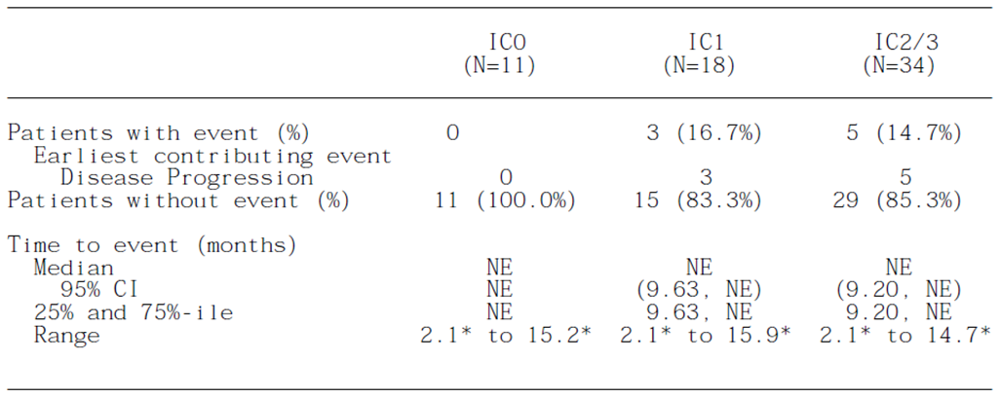 IC0 IC1 IC2/3
(N=11) (N=18) (N=34)
Patients with event (%) 0 3 (16.7%) 5 (14.7%)
Earliest contributing event
Disease Progression 0 3 5
Patients without event (%) 11 (100.0%) 15 (83.3%) 29 (85.3%)
Time to event (months)
Median NE NE NE
95% CI NE (9.63, NE) (9.20, NE)
25% and 75%-ile NE 9.63, NE 9.20, NE
Range 2.1* to 15.2* 2.1* to 15.9* 2.1* to 14.7*